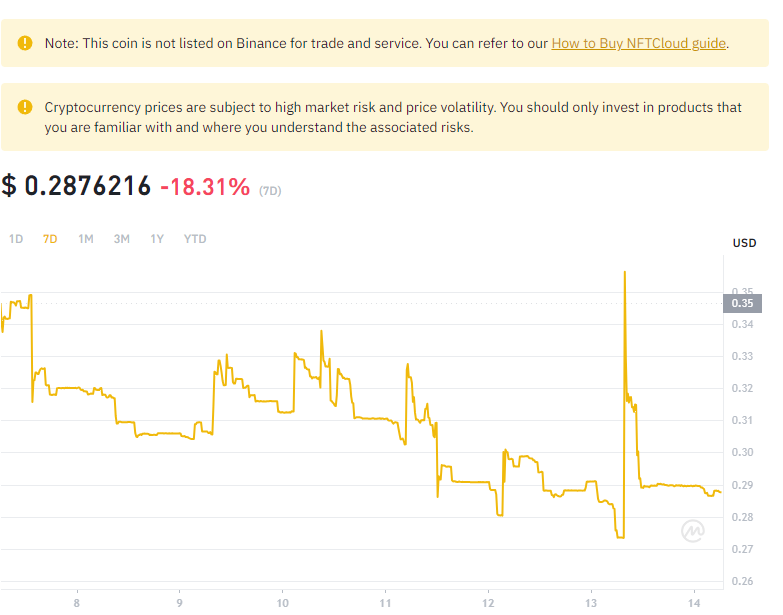 Note: This coin is not listed on Binance for trade and service. You can refer to our How to Buy NFTCloud guide.
Cryptocurrency prices are subject to high market risk and price volatility. You should only invest in products that
you are familiar with and where you understand the associated risks.
$ 0.2876216 -18.31% (7D)
1D 7D 1M 3M 1Y YTD
USD
0.35
0.35
0.34
0.33
0.32
0.31
0.30
0.29
0.28
0.27
0.26
8 9 10 11 12 13 14